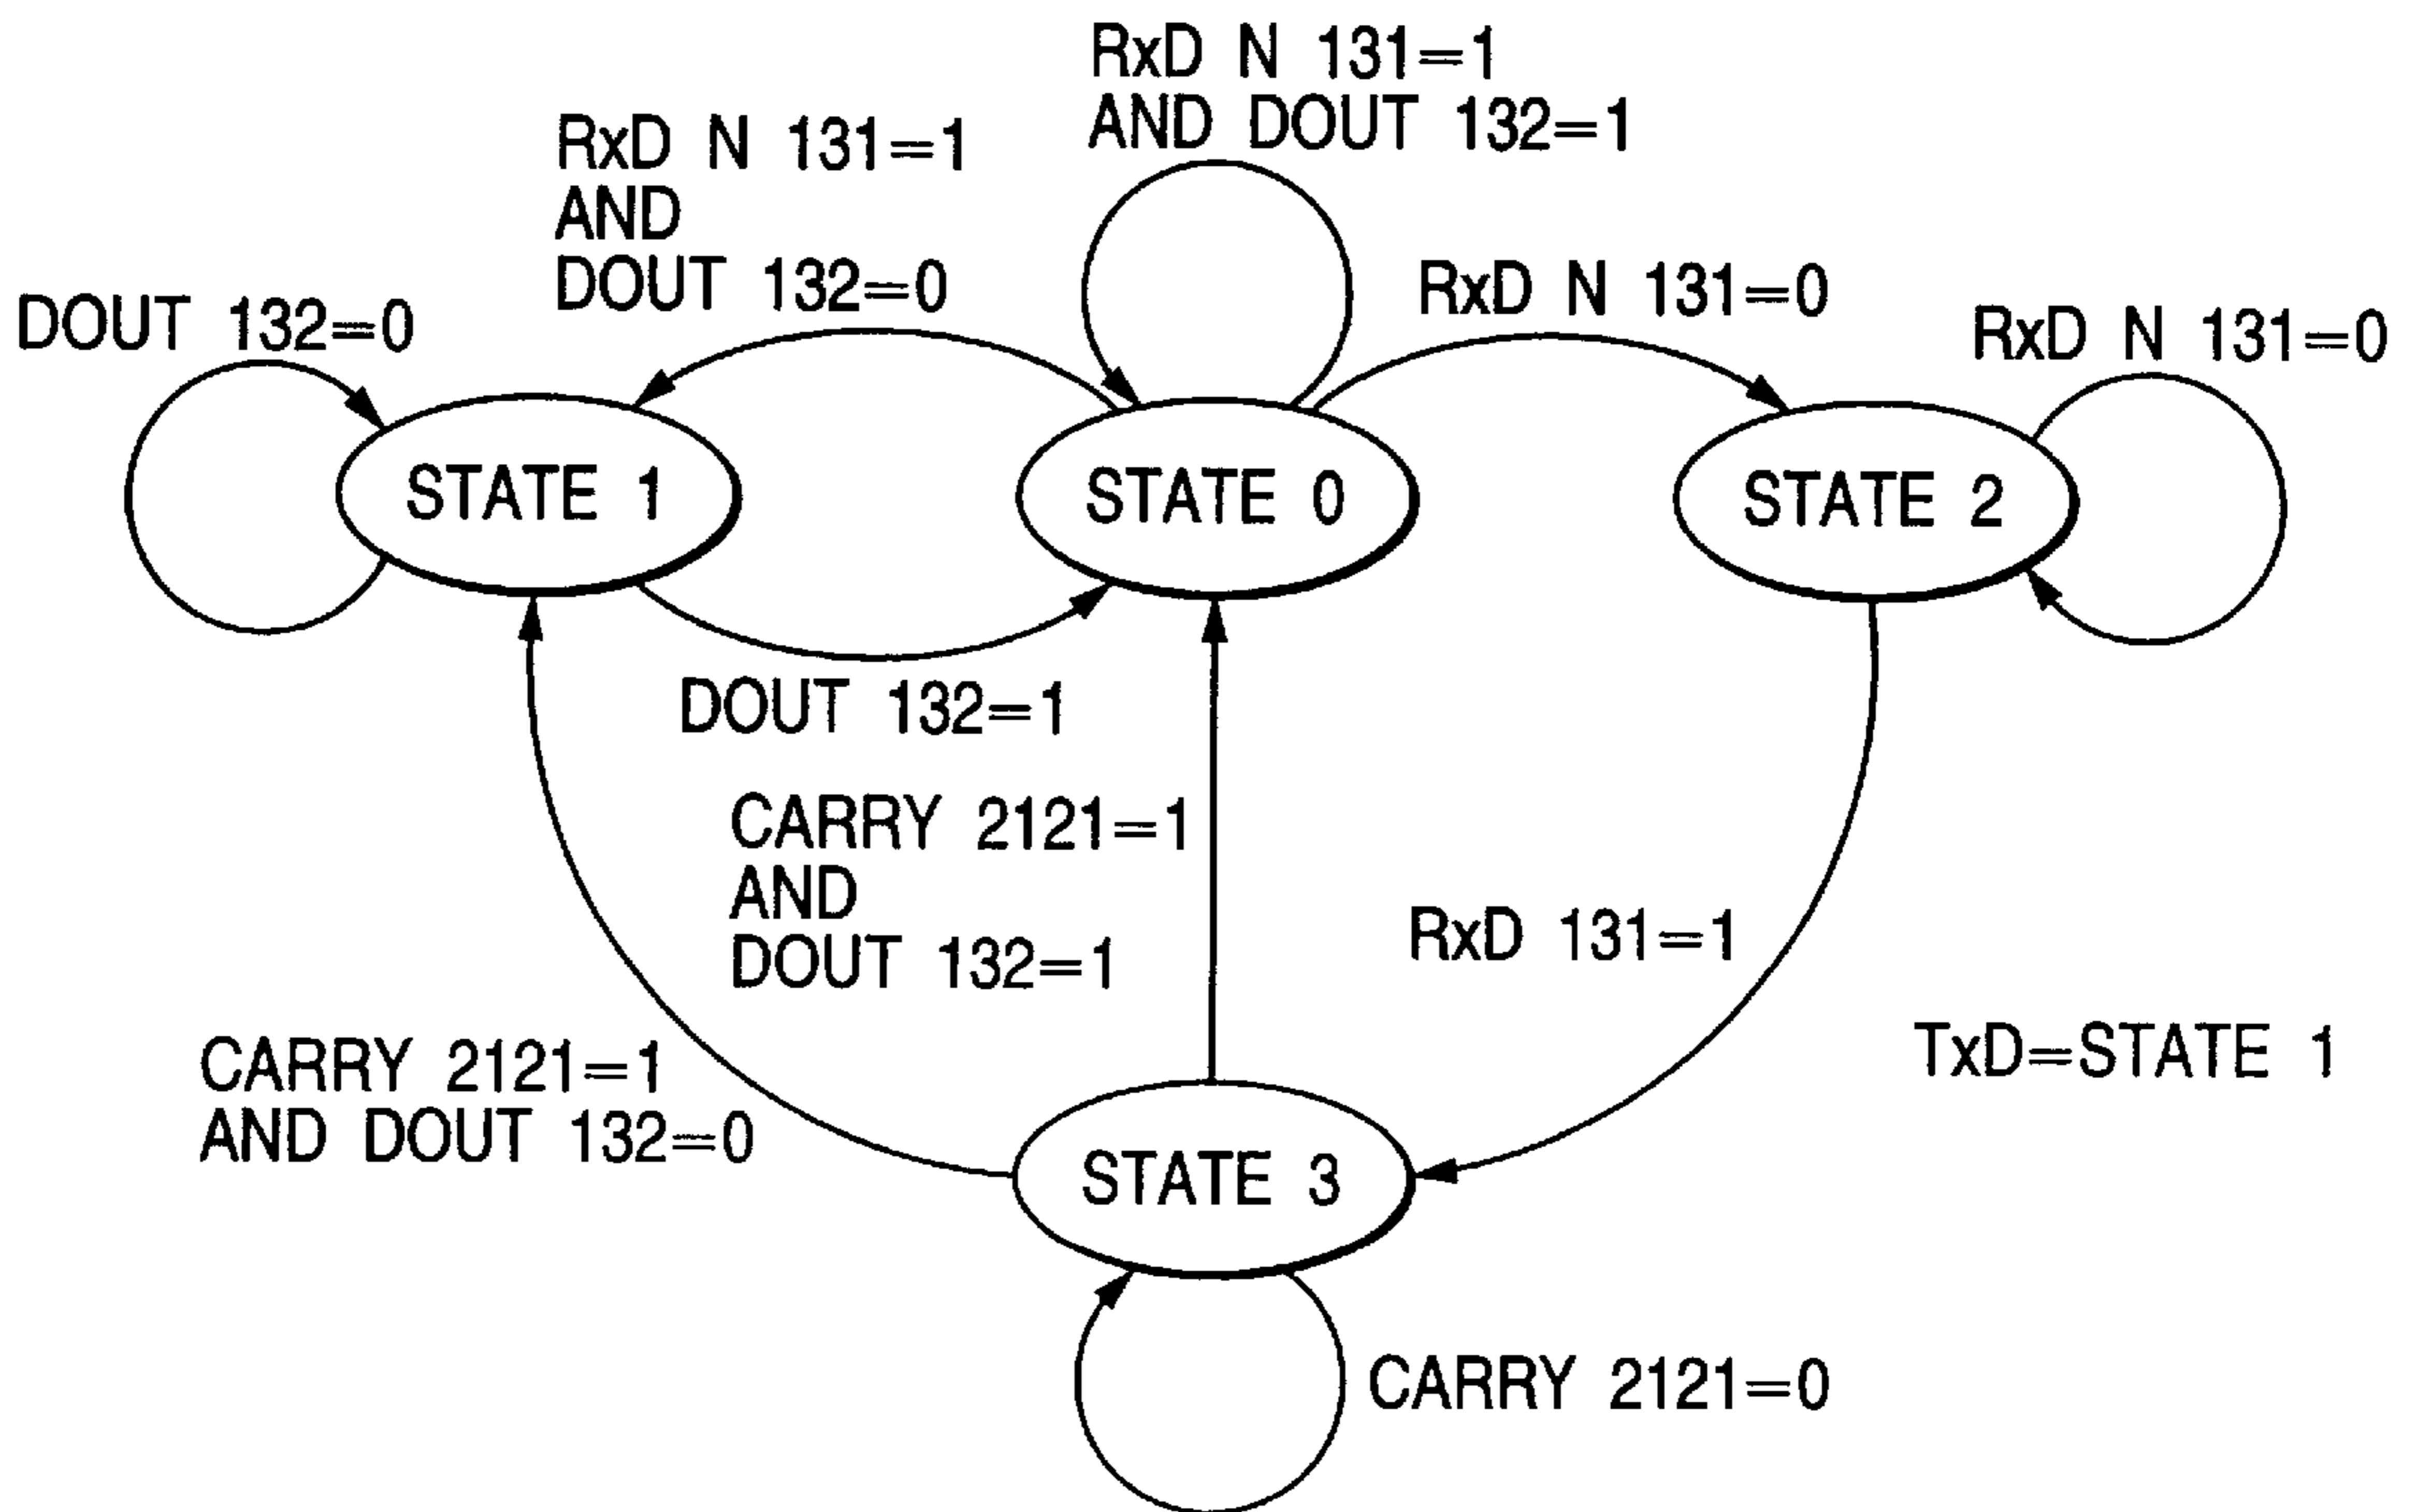 RxD N 131=1
AND DOUT 132=1
RxD N 131=1
AND
DOUT 132=0
RxD N 131=0
DOUT 132=0
RxD N 131=0
STATE 1
STATE 0
STATE 2
DOUT 132=1
CARRY 2121=1
AND
DOUT 132=1
RxD 131=1
TxD=STATE 1
CARRY 2121=1
AND DOUT 132=0
STATE 3
CARRY 2121=0